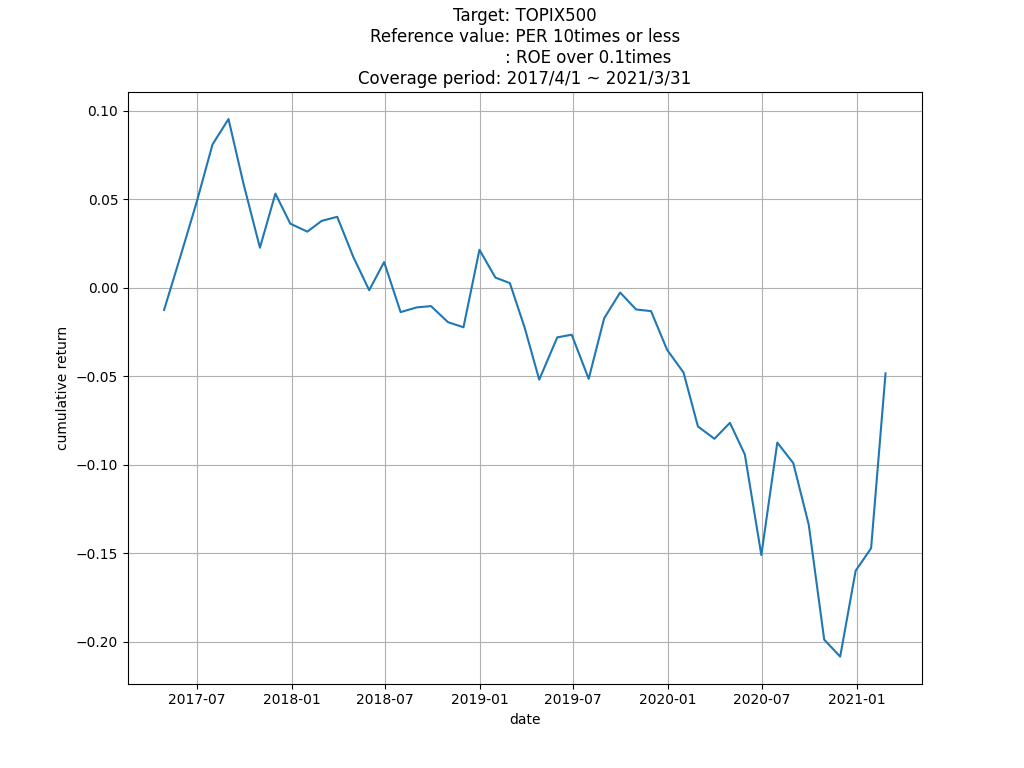 Target: TOPIX500
Reference value: PER 10times or less
: ROE over 0.1times
Coverage period: 2017/4/1 ~ 2021/3/31
0.10
0.05
0.00
−0.05
−0.10
−0.15
−0.20
cumulative return
2017-07 2018-01 2018-07 2019-01 2019-07 2020-01 2020-07 2021-01
date